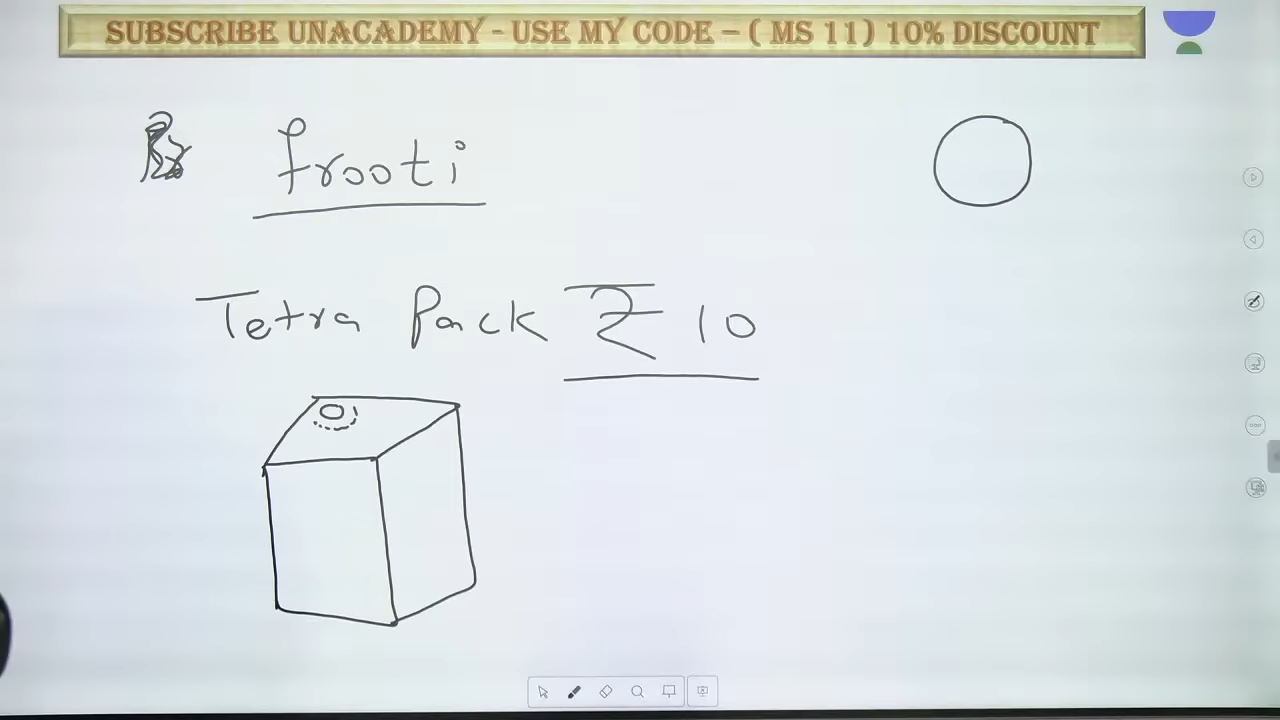 SUBSCRIBE UNACADEMY - USE MY CODE – ( MS 11) 10% DISCOUNT
frooti
Tetra Pack ₹ 10